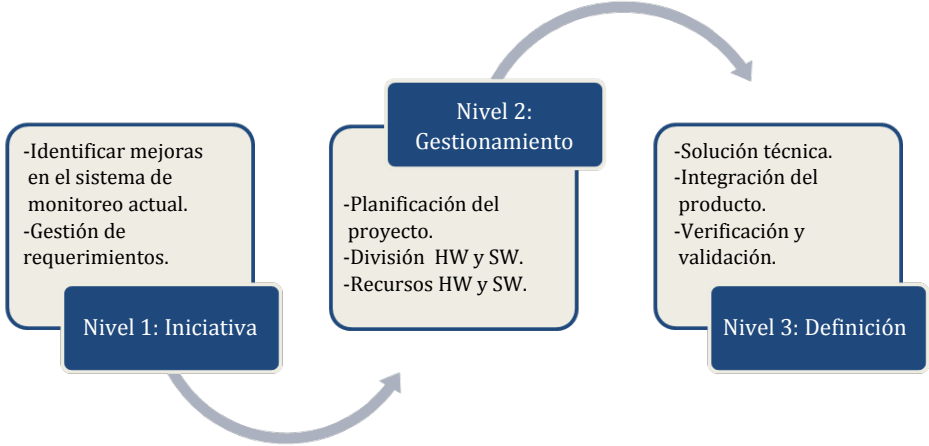 -Identificar mejoras
en el sistema de
monitoreo actual.
-Gestión de
requerimientos.
Nivel 1: Iniciativa
Nivel 2:
Gestionamiento
-Planificación del
proyecto.
-División HW y SW.
-Recursos HW y SW.
-Solución técnica.
-Integración del
producto.
-Verificación y
validación.
Nivel 3: Definición